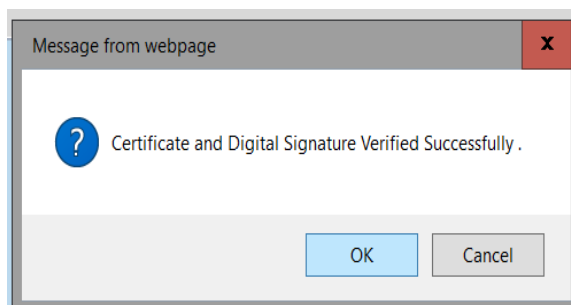 Message from webpage x
? Certificate and Digital Signature Verified Successfully .
OK Cancel